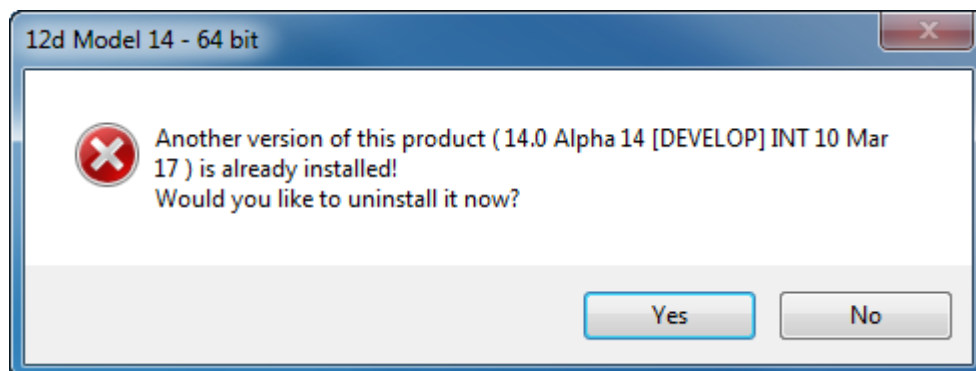 12d Model 14 - 64 bit
Another version of this product ( 14.0 Alpha 14 [DEVELOP] INT 10 Mar
17 ) is already installed!
Would you like to uninstall it now?
Yes
No